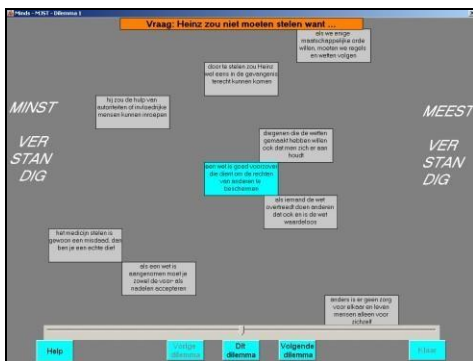 Minds - MOST - Dilemma 1
Vraag: Heinz zou niet moeten stelen want ...
als we enige
maatschappelijke orde
willen, moeten we regels
en wetten volgen
door te stelen zou Heinz
wel eens in de gevangenis
terecht kunnen komen
hij zou de hulp van
autoriteiten of invloedrijke
mensen kunnen inroepen
MINST
VER
STAN
DIG
MEEST
VER
STAN
DIG
diegenen die de wetten
gemaakt hebben willen
ook dat men zich er aan
houdt
een wet is goed voorzover
die dient om de rechten
van anderen te
beschermen
als iemand de wet
overtreedt doen anderen
dat ook en is de wet
waardeloos
het medicijn stelen is
gewoon een misdaad, dan
ben je een echte dief
als een wet is
aangenomen moet je
zowel de voor- als
nadelen accepteren
anders is er geen zorg
voor elkaar en leven
mensen alleen voor
zichzelf
Help
Vorige
dilemma
Dit
dilemma
Volgende
dilemma